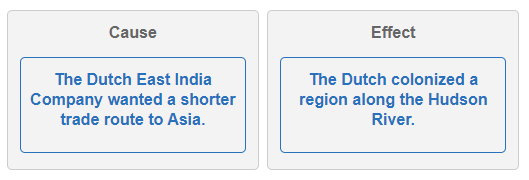 Cause
The Dutch East India
Company wanted a shorter
trade route to Asia.
Effect
The Dutch colonized a
region along the Hudson
River.